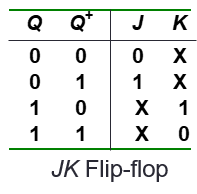 Q Q+ J K
0 0 0 X
0 1 1 X
1 0 X 1
1 1 X 0
JK Flip-flop